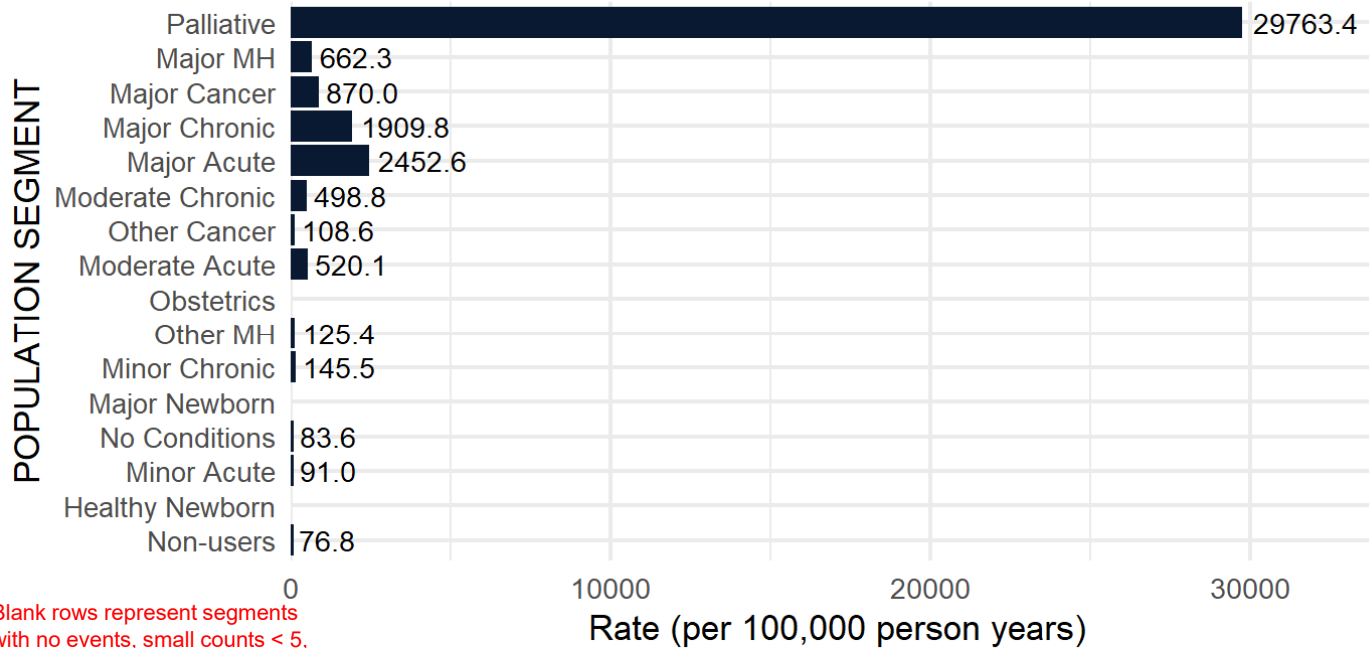 Palliative 29763.4
Major MH 662.3
Major Cancer 870.0
Major Chronic 1909.8
Major Acute 2452.6
Moderate Chronic 498.8
Other Cancer 108.6
Moderate Acute 520.1
Obstetrics
Other MH 125.4
Minor Chronic 145.5
Major Newborn
No Conditions 83.6
Minor Acute 91.0
Healthy Newborn
Non-users 76.8
POPULATION SEGMENT
0 10000 20000 30000
Rate (per 100,000 person years)
Blank rows represent segments
with no events, small counts < 5,